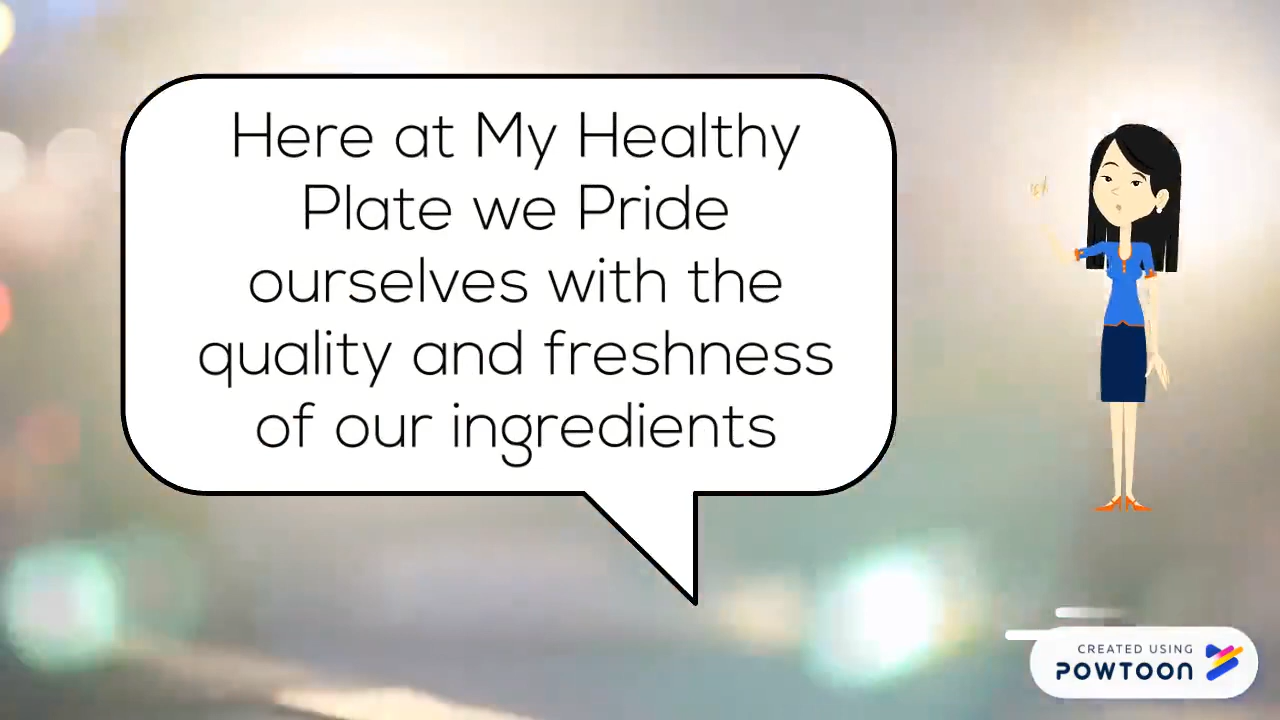 Here at My Healthy
Plate we Pride
ourselves with the
quality and freshness
of our ingredients
CREATED USING
POWTOON